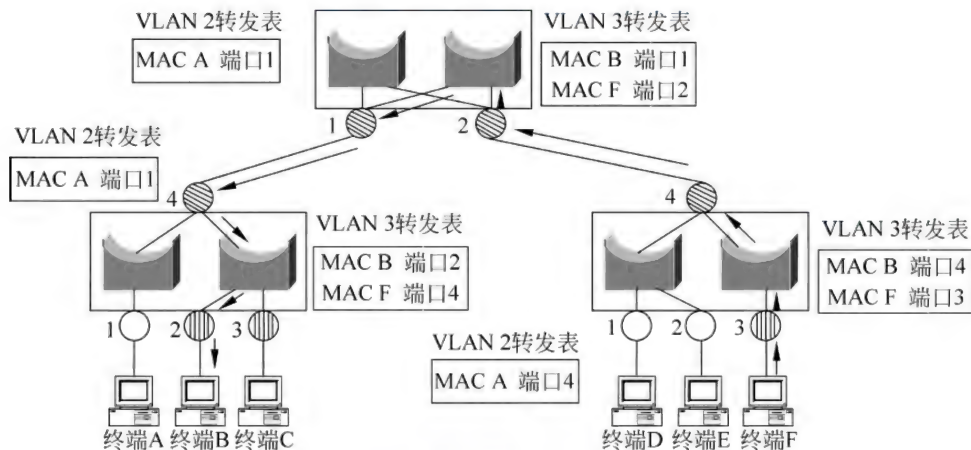 VLAN 2转发表
MAC A 端口1
VLAN 3转发表
MAC B 端口1
MAC F 端口2
1
2
VLAN 2转发表
MAC A 端口1
4
VLAN 3转发表
MAC B 端口2
MAC F 端口4
1
2
3
终端A
终端B
终端C
4
VLAN 3转发表
MAC B 端口4
MAC F 端口3
VLAN 2转发表
MAC A 端口4
1
2
3
终端D
终端E
终端F